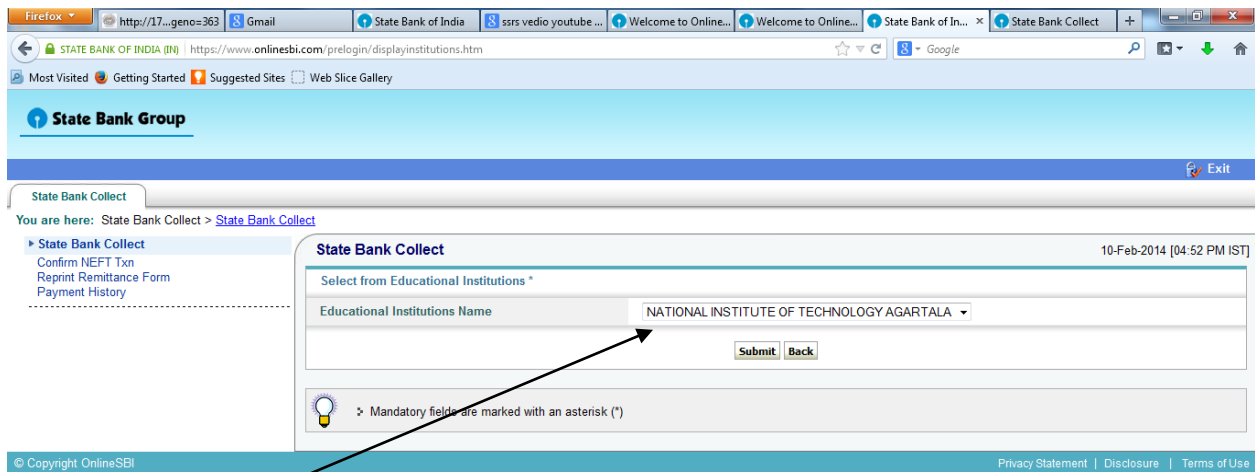 Firefox
http://17...geno=363
Gmail
State Bank of India
ssrs vedio youtube ...
Welcome to Online...
Welcome to Online...
State Bank of In... ×
State Bank Collect
+
STATE BANK OF INDIA (IN) https://www.onlinesbi.com/prelogin/displayinstitutions.htm
Google
Most Visited Getting Started Suggested Sites Web Slice Gallery
State Bank Group
Exit
State Bank Collect
You are here: State Bank Collect > State Bank Collect
State Bank Collect
Confirm NEFT Txn
Reprint Remittance Form
Payment History
State Bank Collect 10-Feb-2014 [04:52 PM IST]
Select from Educational Institutions *
Educational Institutions Name NATIONAL INSTITUTE OF TECHNOLOGY AGARTALA
Submit Back
Mandatory fields are marked with an asterisk (*)
© Copyright OnlineSBI Privacy Statement | Disclosure | Terms of Use